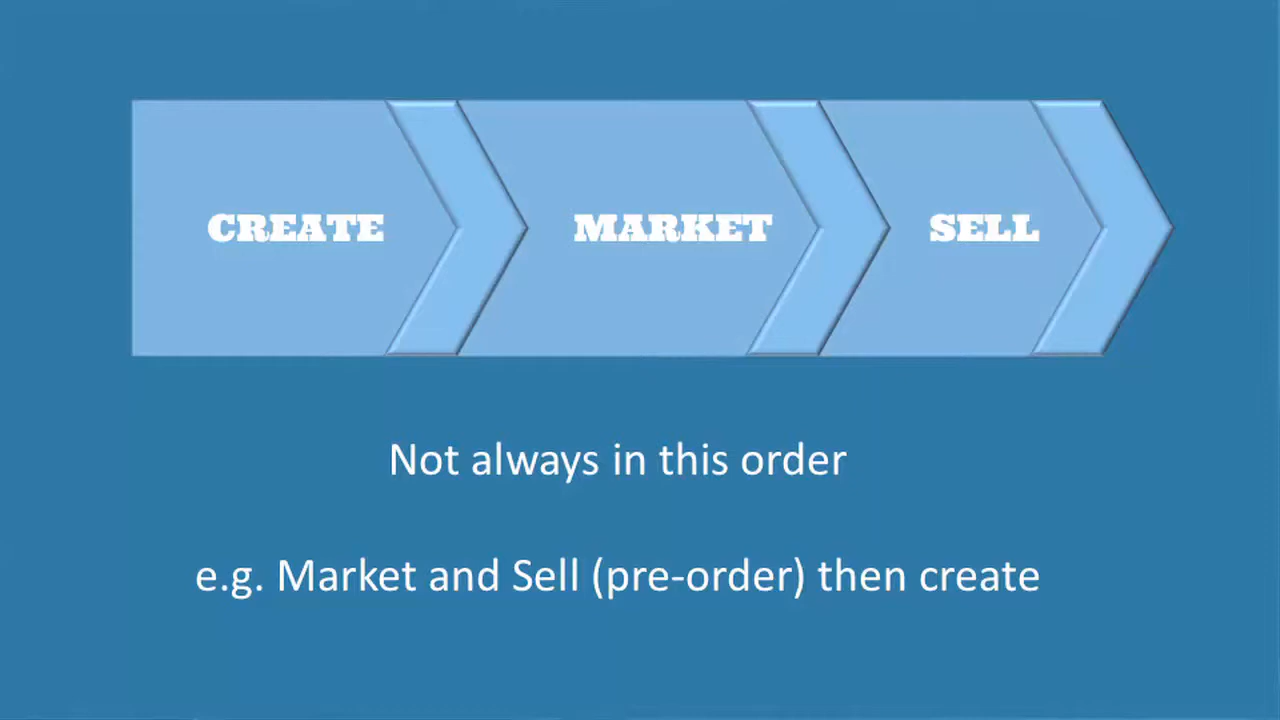 CREATE MARKET SELL
Not always in this order
e.g. Market and Sell (pre-order) then create